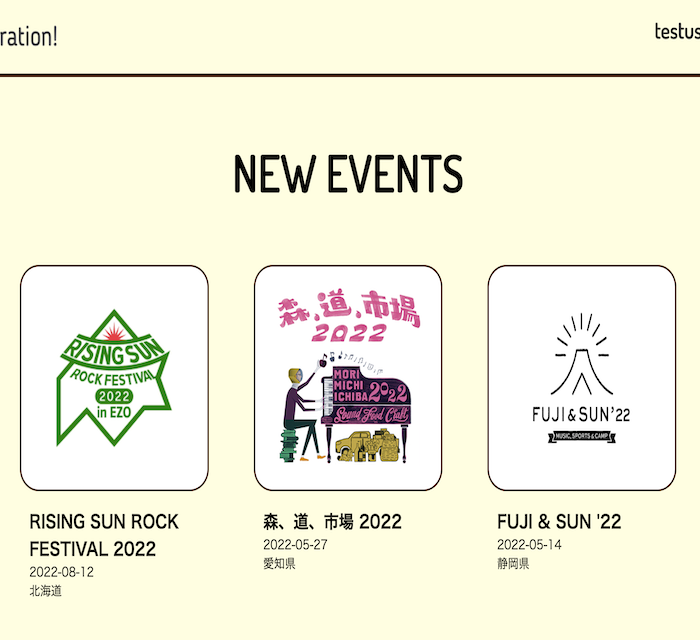 ration!
testus
NEW EVENTS
RISING SUN
ROCK FESTIVAL
2022
in EZO
森、道、市場
2022
MORI
MICHI
ICHIBA 2022
Sound Food Craft
FUJI & SUN'22
MUSIC, SPORTS & CAMP
RISING SUN ROCK
FESTIVAL 2022
2022-08-12
北海道
森、道、市場 2022
2022-05-27
愛知県
FUJI & SUN '22
2022-05-14
静岡県